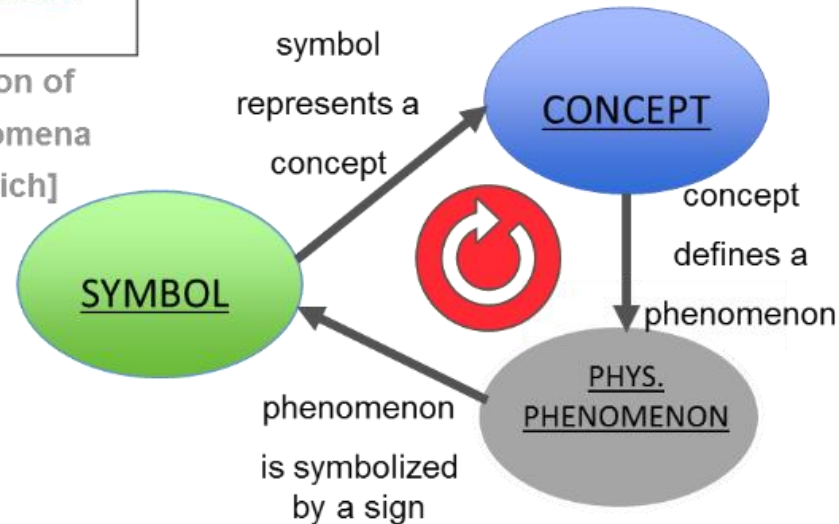 on of
omena
ich]
symbol
represents a
concept
CONCEPT
concept
defines a
phenomenon
SYMBOL
PHYS.
PHENOMENON
phenomenon
is symbolized
by a sign